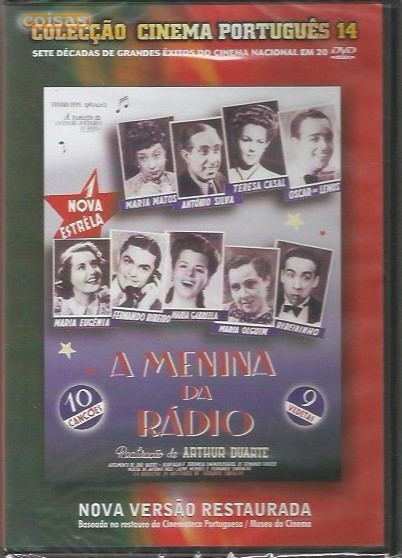 coisas
COLECÇÃO CINEMA PORTUGUÊS 14
SETE DÉCADAS DE GRANDES ÊXITOS DO CINEMA NACIONAL EM 20 DVD
MARIA MATOS
ANTÓNIO SILVA
TERESA CASAL
OSCAR DE LEMOS
1
NOVA
ESTRÊLA
MARIA EUGÉNIA
FERNANDO RIBEIRO
MARIA GABRIELA
MARIA OLGUIM
RIBEIRINHO
A MENINA
DA
RÁDIO
10
CANÇÕES
9
VEDETAS
Realização de ARTHUR DUARTE
NOVA VERSÃO RESTAURADA
Baseada no restauro da Cinemateca Portuguesa / Museu do Cinema